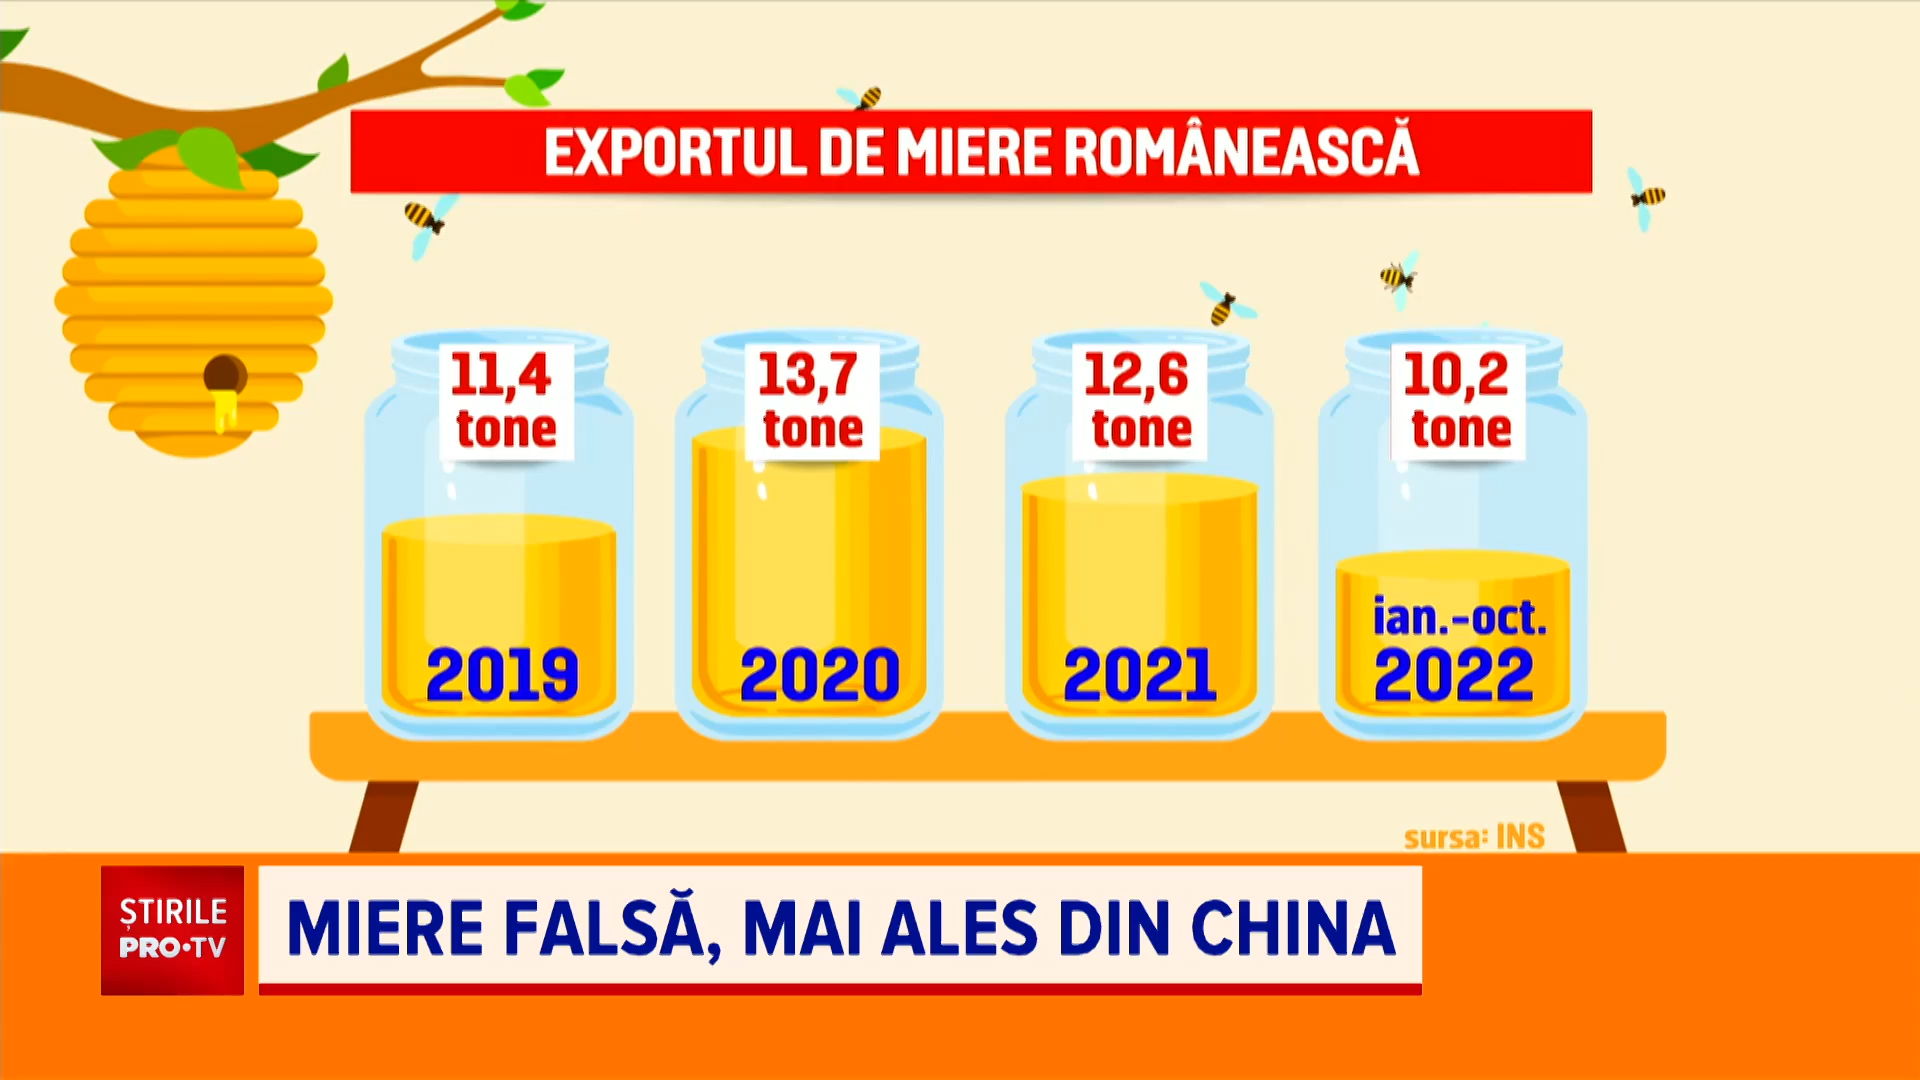 EXPORTUL DE MIERE ROMÂNEASCĂ
11,4
tone
13,7
tone
12,6
tone
10,2
tone
2019
2020
2021
ian.-oct.
2022
sursa: INS
ȘTIRILE
PRO•TV
MIERE FALSĂ, MAI ALES DIN CHINA